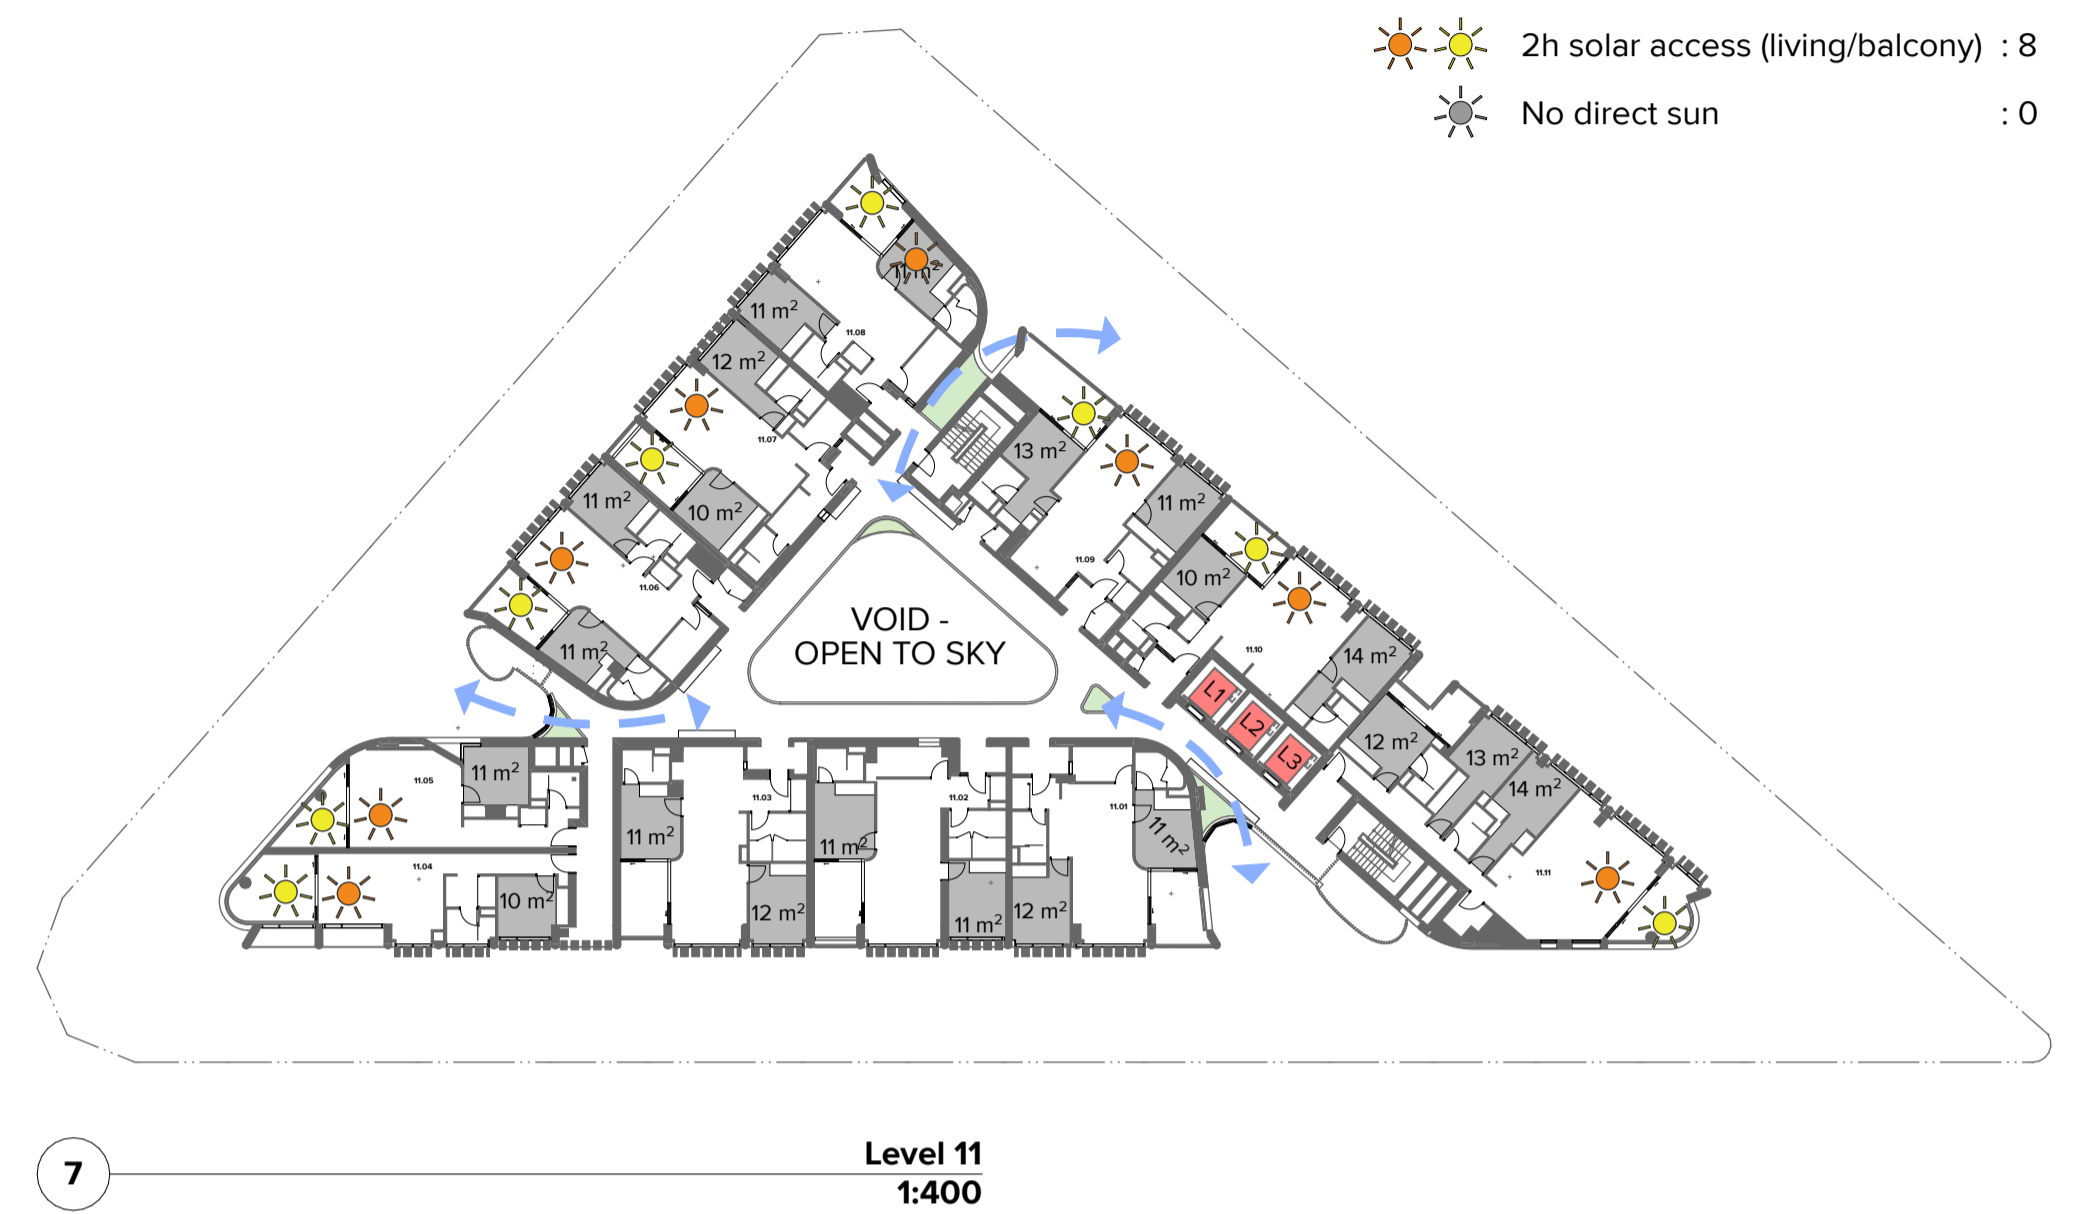 2h solar access (living/balcony) : 8
No direct sun : 0
11 m²
11 m²
11.08
12 m²
11.07
13 m²
11 m²
11 m²
10 m²
11.09
10 m²
11.06
VOID -
OPEN TO SKY
11 m²
11.10
14 m²
L1
L2
L3
12 m²
13 m²
14 m²
11.05
11 m²
11.03
11.02
11.01
11 m²
11 m²
11 m²
11.04
10 m²
12 m²
11 m²
12 m²
11.11
7
Level 11
1:400